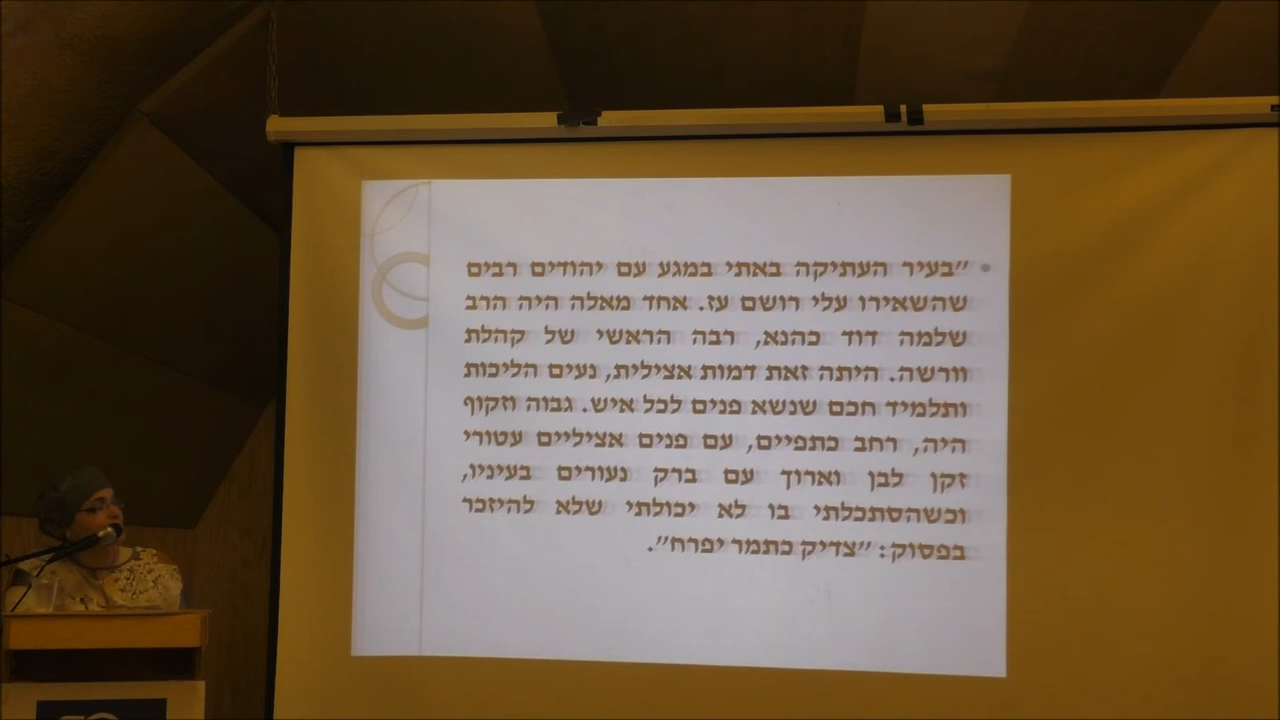 "בעיר העתיקה באתי במגע עם יהודים רבים
שהשאירו עלי רושם עז. אחד מאלה היה הרב
שלמה דוד כהנא, רבה הראשי של קהלת
וורשה. היתה זאת דמות אצילית, נעים הליכות
ותלמיד חכם שנשא פנים לכל איש. גבוה וזקוף
היה, רחב כתפיים, עם פנים אציליים עטורי
זקן לבן וארוך עם ברק נעורים בעיניו,
וכשהסתכלתי בו לא יכולתי שלא להיזכר
בפסוק: "צדיק כתמר יפרח".